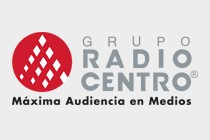 GRUPO
RADIO
CENTRO®
Máxima Audiencia en Medios